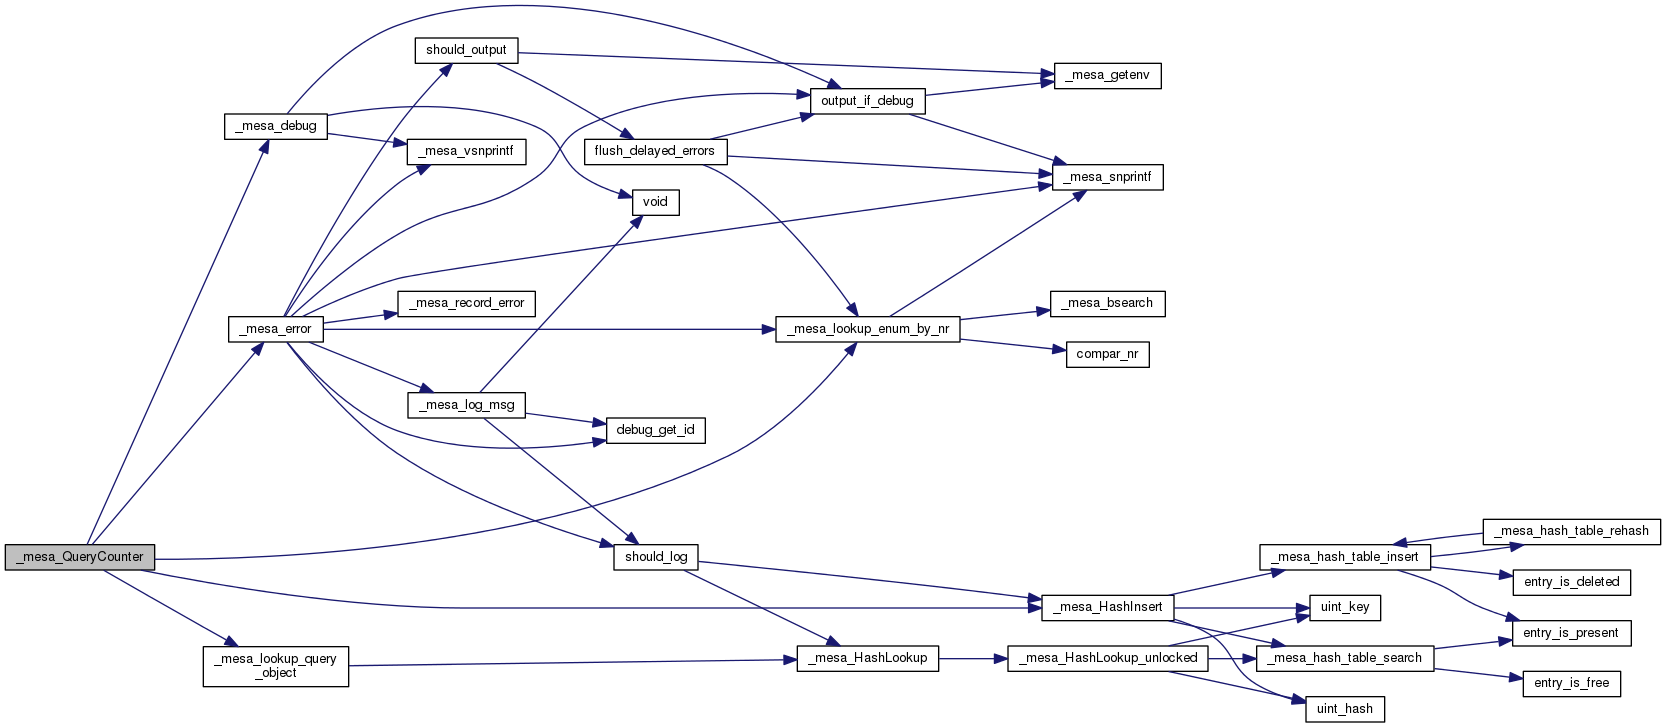 should_output
_mesa_getenv
output_if_debug
_mesa_debug
_mesa_vsnprintf
flush_delayed_errors
_mesa_snprintf
void
_mesa_record_error
_mesa_bsearch
_mesa_error
_mesa_lookup_enum_by_nr
compar_nr
_mesa_log_msg
debug_get_id
_mesa_QueryCounter
should_log
_mesa_hash_table_rehash
_mesa_hash_table_insert
entry_is_deleted
_mesa_HashInsert
uint_key
entry_is_present
_mesa_lookup_query
_object
_mesa_HashLookup
_mesa_HashLookup_unlocked
_mesa_hash_table_search
entry_is_free
uint_hash